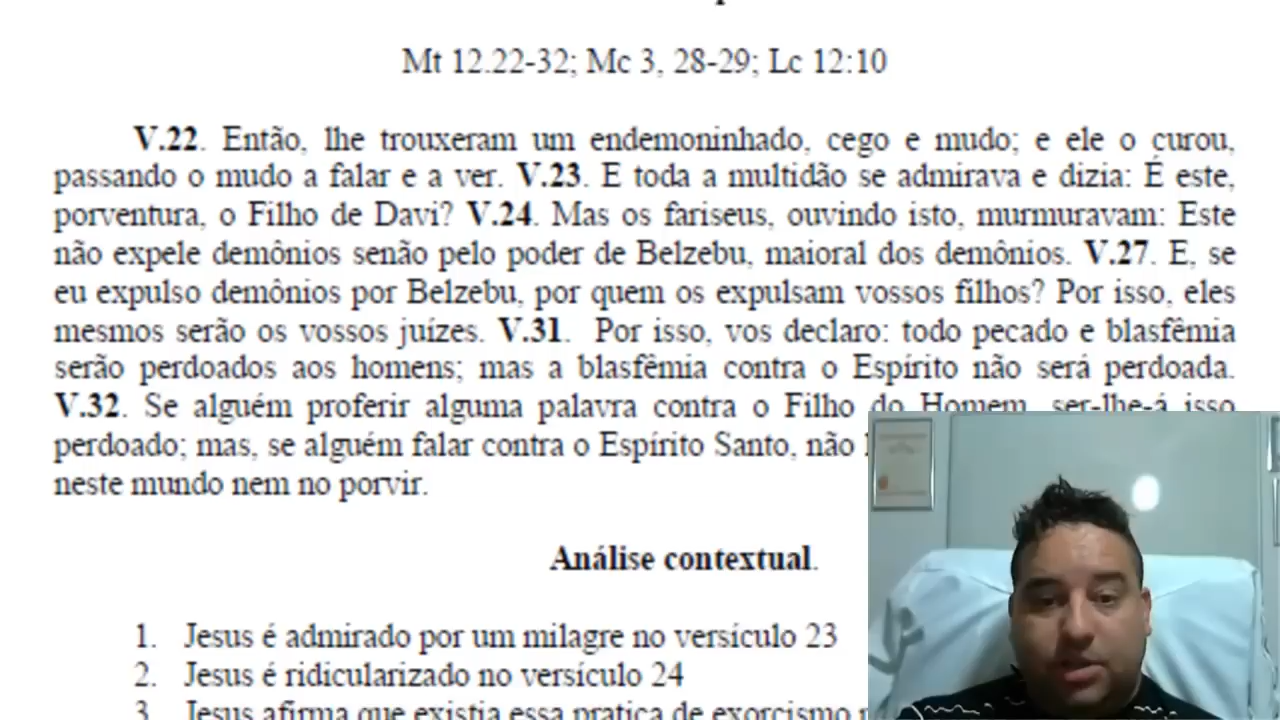 Mt 12.22-32; Mc 3, 28-29; Lc 12:10
V.22. Então, lhe trouxeram um endemoninhado, cego e mudo; e ele o curou,
passando o mudo a falar e a ver. V.23. E toda a multidão se admirava e dizia: É este,
porventura, o Filho de Davi? V.24. Mas os fariseus, ouvindo isto, murmuravam: Este
não expele demônios senão pelo poder de Belzebu, maioral dos demônios. V.27. E, se
eu expulso demônios por Belzebu, por quem os expulsam vossos filhos? Por isso, eles
mesmos serão os vossos juízes. V.31. Por isso, vos declaro: todo pecado e blasfêmia
serão perdoados aos homens; mas a blasfêmia contra o Espírito não será perdoada.
V.32. Se alguém proferir alguma palavra contra o Filho do Homem, ser-lhe-á isso
perdoado; mas, se alguém falar contra o Espírito Santo, não
neste mundo nem no porvir.
Análise contextual.
1. Jesus é admirado por um milagre no versículo 23
2. Jesus é ridicularizado no versículo 24
3. Jesus afirma que existia essa pratica de exorcismo